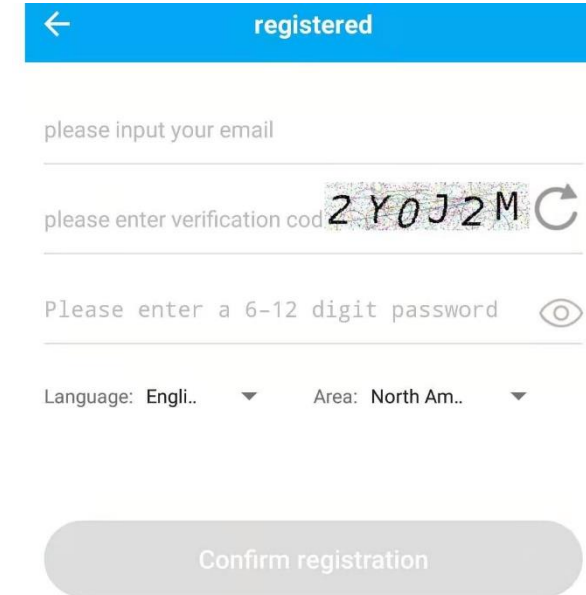 registered
please input your email
please enter verification cod
Please enter a 6–12 digit password
Language: Engli.. Area: North Am..
Confirm registration